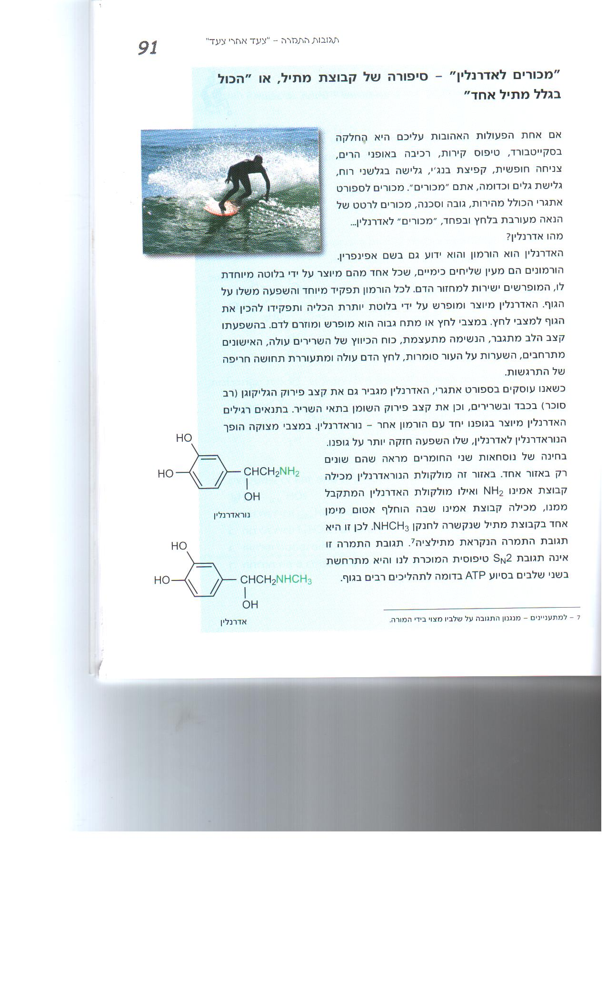 91
תגובות התמרה – "צעד אחרי צעד"
"מכורים לאדרנלין" – סיפורה של קבוצת מתיל, או "הכול
בגלל מתיל אחד"
אם אחת הפעולות האהובות עליכם היא החלקה
בסקייטבורד, טיפוס קירות, רכיבה באופני הרים,
צניחה חופשית, קפיצת בנג'י, גלישה בגלשני רוח,
גלישת גלים וכדומה, אתם "מכורים". מכורים לספורט
אתגרי הכולל מהירות, גובה וסכנה, מכורים לרטט של
הנאה מעורבת בלחץ ובפחד, "מכורים" לאדרנלין...
מהו אדרנלין?
האדרנלין הוא הורמון והוא ידוע גם בשם אפינפרין.
הורמונים הם מעין שליחים כימיים, שכל אחד מהם מיוצר על ידי בלוטה מיוחדת
לו, המופרשים ישירות למחזור הדם. לכל הורמון תפקיד מיוחד והשפעה משלו על
הגוף. האדרנלין מיוצר ומופרש על ידי בלוטת יותרת הכליה ותפקידו להכין את
הגוף למצבי לחץ. במצבי לחץ או מתח גבוה הוא מופרש ומוזרם לדם. בהשפעתו
קצב הלב מתגבר, הנשימה מתעצמת, כוח הכיווץ של השרירים עולה, האישונים
מתרחבים, השערות על העור סומרות, לחץ הדם עולה ומתעוררת תחושה חריפה
של התרגשות.
כשאנו עוסקים בספורט אתגרי, האדרנלין מגביר גם את קצב פירוק הגליקוגן (רב
סוכר) בכבד ובשרירים, וכן את קצב פירוק השומן בתאי השריר. בתנאים רגילים
האדרנלין מיוצר בגופנו יחד עם הורמון אחר – נוראדרנלין. במצבי מצוקה הופך
הנוראדרנלין לאדרנלין, שלו השפעה חזקה יותר על גופנו.
בחינה של נוסחאות שני החומרים מראה שהם שונים
רק באזור אחד. באזור זה מולקולת הנוראדרנלין מכילה
קבוצת אמינו NH₂ ואילו מולקולת האדרנלין המתקבל
ממנו, מכילה קבוצת אמינו שבה הוחלף אטום מימן
אחד בקבוצת מתיל שנקשרה לחנקן NHCH₃. לכן זו היא
תגובת התמרה הנקראת מתילציה⁷. תגובת התמרה זו
אינה תגובת SN2 טיפוסית המוכרת לנו והיא מתרחשת
בשני שלבים בסיוע ATP בדומה לתהליכים רבים בגוף.
HO
HO
CHCH₂NH₂
OH
נוראדרנלין
HO
HO
CHCH₂NHCH₃
OH
אדרנלין
7 – למתעניינים – מנגנון התגובה על שלביו מצוי בידי המורה.